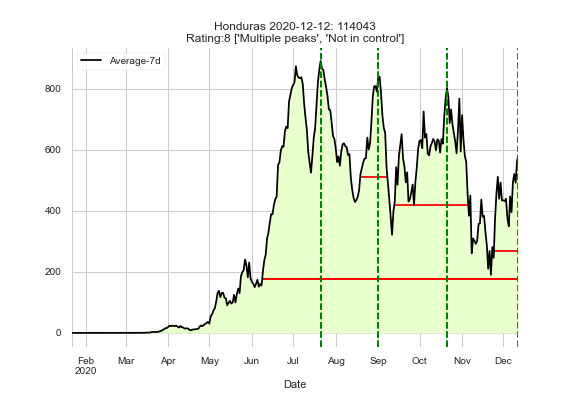 Honduras 2020-12-12: 114043
Rating:8 ['Multiple peaks', 'Not in control']
Average-7d
800
600
400
200
0
Feb Mar Apr May Jun Jul Aug Sep Oct Nov Dec
2020
Date